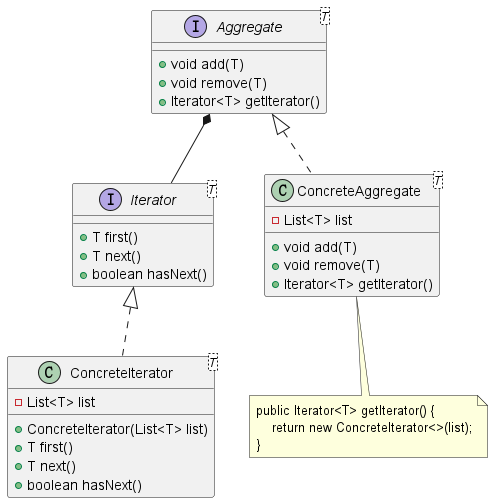 I Aggregate T
void add(T)
void remove(T)
Iterator<T> getIterator()
I Iterator T
T first()
T next()
boolean hasNext()
C ConcreteAggregate T
List<T> list
void add(T)
void remove(T)
Iterator<T> getIterator()
C ConcreteIterator T
List<T> list
ConcreteIterator(List<T> list)
T first()
T next()
boolean hasNext()
public Iterator<T> getIterator() {
return new ConcreteIterator<>(list);
}